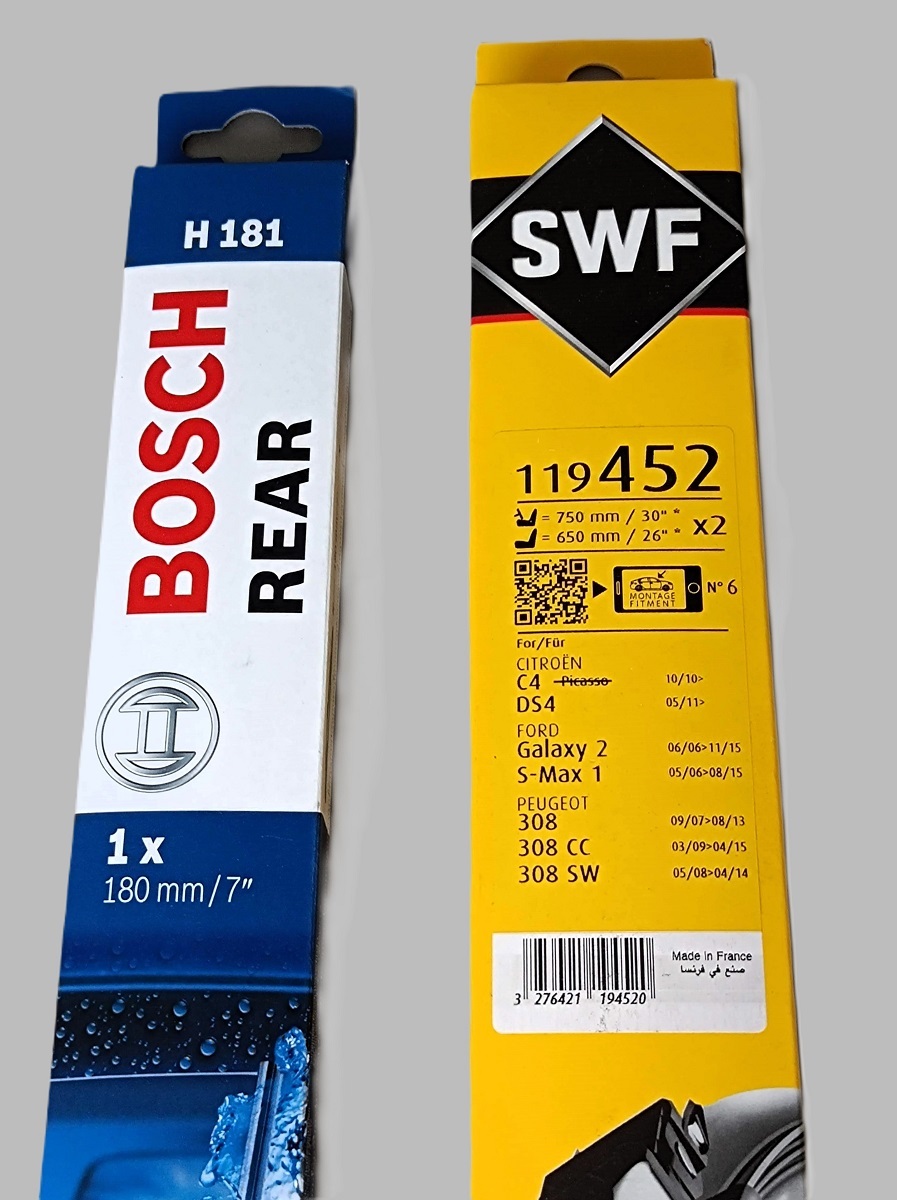 H 181
BOSCH
REAR
1 x
180 mm / 7"
SWF
119 452
= 750 mm / 30" *
= 650 mm / 26" *
x2
MONTAGE
FITMENT
N° 6
For/Für
CITROËN
C4 Picasso 10/10>
DS4 05/11>
FORD
Galaxy 2 06/06>11/15
S-Max 1 05/06>08/15
PEUGEOT
308 09/07>08/13
308 CC 03/09>04/15
308 SW 05/08>04/14
Made in France
صنع في فرنسا
3 276421 194520